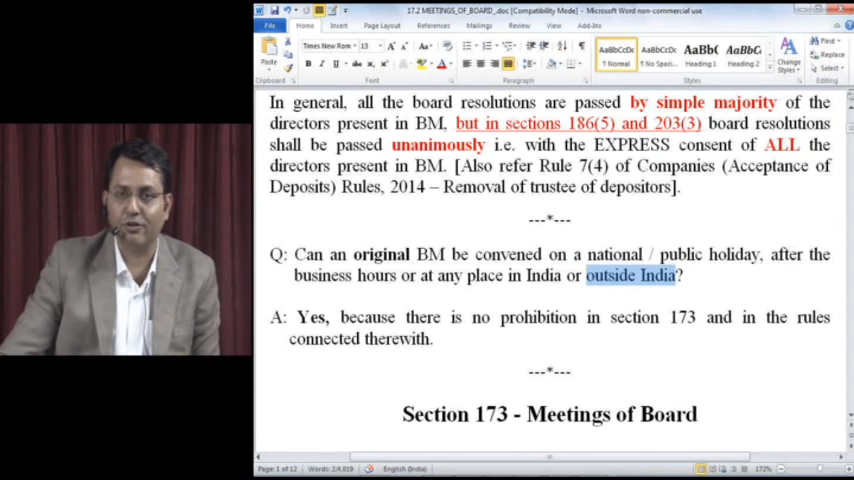 17.2 MEETINGS_OF_BOARD_.doc [Compatibility Mode] - Microsoft Word non-commercial use
File Home Insert Page Layout References Mailings Review View Add-Ins
Paste
Times New Rom 13
AaBbCcDc AaBbCcDc AaBbC AaBbCc
¶ Normal ¶ No Spaci... Heading 1 Heading 2
Change Styles
Find
Replace
Select
Clipboard Font Paragraph Styles Editing
In general, all the board resolutions are passed by simple majority of the
directors present in BM, but in sections 186(5) and 203(3) board resolutions
shall be passed unanimously i.e. with the EXPRESS consent of ALL the
directors present in BM. [Also refer Rule 7(4) of Companies (Acceptance of
Deposits) Rules, 2014 – Removal of trustee of depositors].
---*---
Q: Can an original BM be convened on a national / public holiday, after the
business hours or at any place in India or outside India?
A: Yes, because there is no prohibition in section 173 and in the rules
connected therewith.
---*---
Section 173 - Meetings of Board
Page: 1 of 12 Words: 2/4,019 English (India) 172%